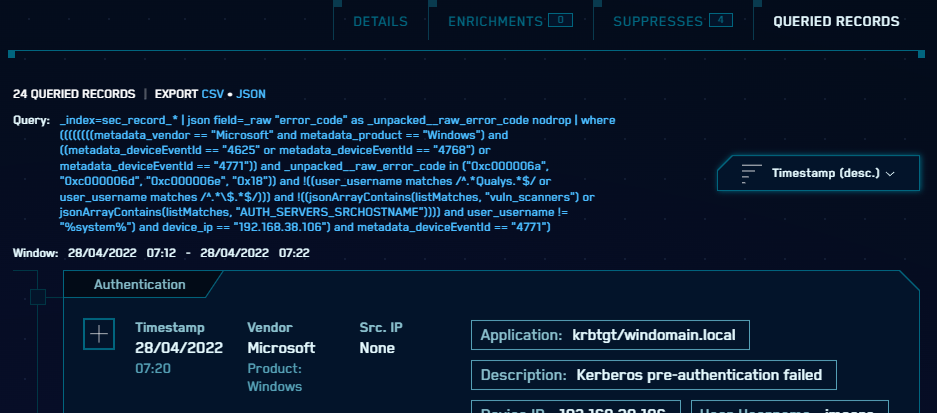 DETAILS ENRICHMENTS 0 SUPPRESSES 4 QUERIED RECORDS
24 QUERIED RECORDS | EXPORT CSV • JSON
Query: _index=sec_record_* | json field=_raw "error_code" as _unpacked__raw_error_code nodrop | where
((((((((metadata_vendor == "Microsoft" and metadata_product == "Windows") and
((metadata_deviceEventId == "4625" or metadata_deviceEventId == "4768") or
metadata_deviceEventId == "4771")) and _unpacked__raw_error_code in ("0xc000006a",
"0xc000006d", "0xc000006e", "0x18")) and !((user_username matches /^.*Qualys.*$/ or
user_username matches /^.*\$.*$/))) and !((jsonArrayContains(listMatches, "vuln_scanners") or
jsonArrayContains(listMatches, "AUTH_SERVERS_SRCHOSTNAME")))) and user_username !=
"%system%") and device_ip == "192.168.38.106") and metadata_deviceEventId == "4771")
Timestamp (desc.)
Window: 28/04/2022 07:12 - 28/04/2022 07:22
Authentication
Timestamp Vendor Src. IP
28/04/2022 Microsoft None
07:20 Product:
Windows
Application: krbtgt/windomain.local
Description: Kerberos pre-authentication failed